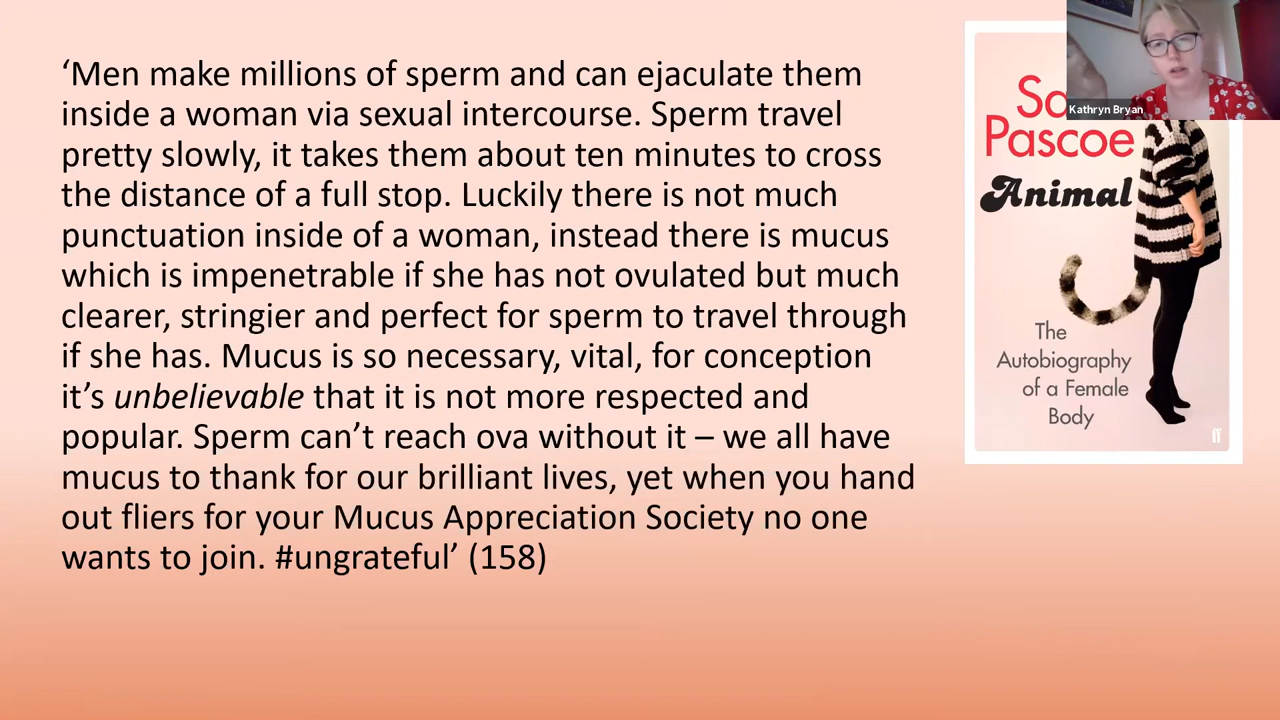 ‘Men make millions of sperm and can ejaculate them
inside a woman via sexual intercourse. Sperm travel
pretty slowly, it takes them about ten minutes to cross
the distance of a full stop. Luckily there is not much
punctuation inside of a woman, instead there is mucus
which is impenetrable if she has not ovulated but much
clearer, stringier and perfect for sperm to travel through
if she has. Mucus is so necessary, vital, for conception
it’s unbelievable that it is not more respected and
popular. Sperm can’t reach ova without it – we all have
mucus to thank for our brilliant lives, yet when you hand
out fliers for your Mucus Appreciation Society no one
wants to join. #ungrateful’ (158)
Kathryn Bryan
Pascoe
Animal
The
Autobiography
of a Female
Body
ff